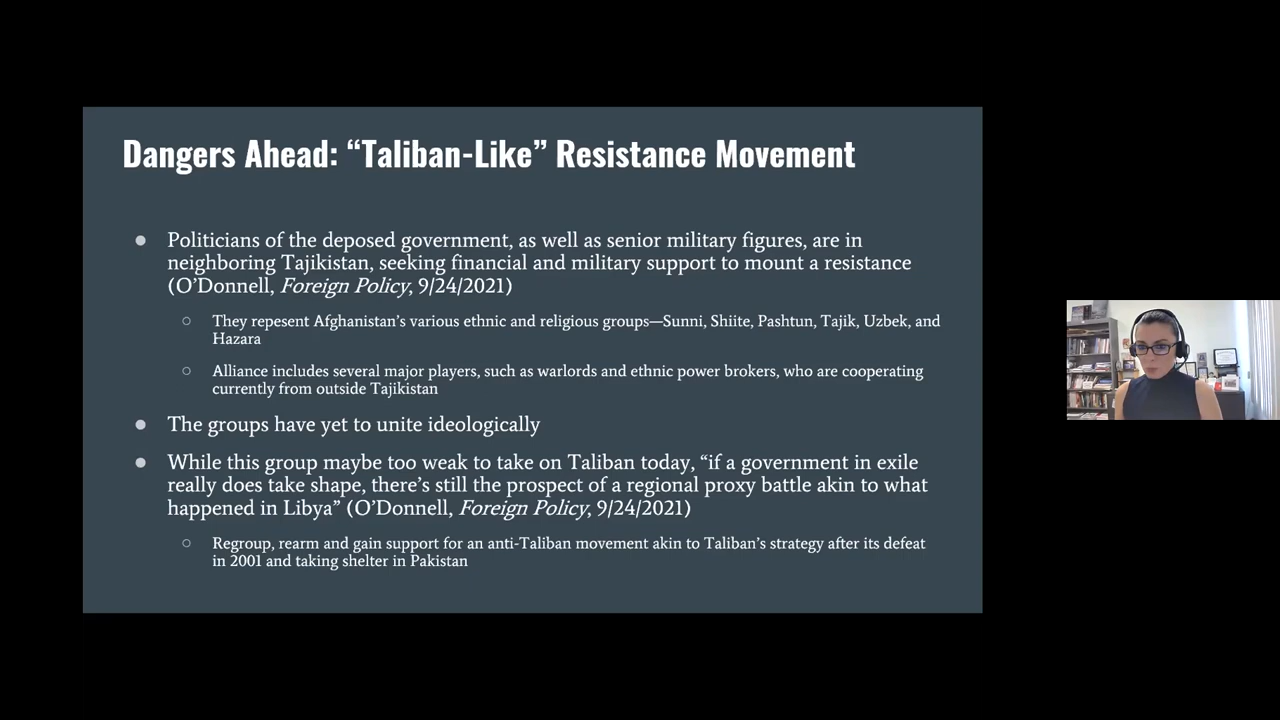 Dangers Ahead: “Taliban-Like” Resistance Movement
● Politicians of the deposed government, as well as senior military figures, are in
neighboring Tajikistan, seeking financial and military support to mount a resistance
(O’Donnell, Foreign Policy, 9/24/2021)
○ They repesent Afghanistan’s various ethnic and religious groups—Sunni, Shiite, Pashtun, Tajik, Uzbek, and
Hazara
○ Alliance includes several major players, such as warlords and ethnic power brokers, who are cooperating
currently from outside Tajikistan
● The groups have yet to unite ideologically
● While this group maybe too weak to take on Taliban today, “if a government in exile
really does take shape, there’s still the prospect of a regional proxy battle akin to what
happened in Libya” (O’Donnell, Foreign Policy, 9/24/2021)
○ Regroup, rearm and gain support for an anti-Taliban movement akin to Taliban’s strategy after its defeat
in 2001 and taking shelter in Pakistan